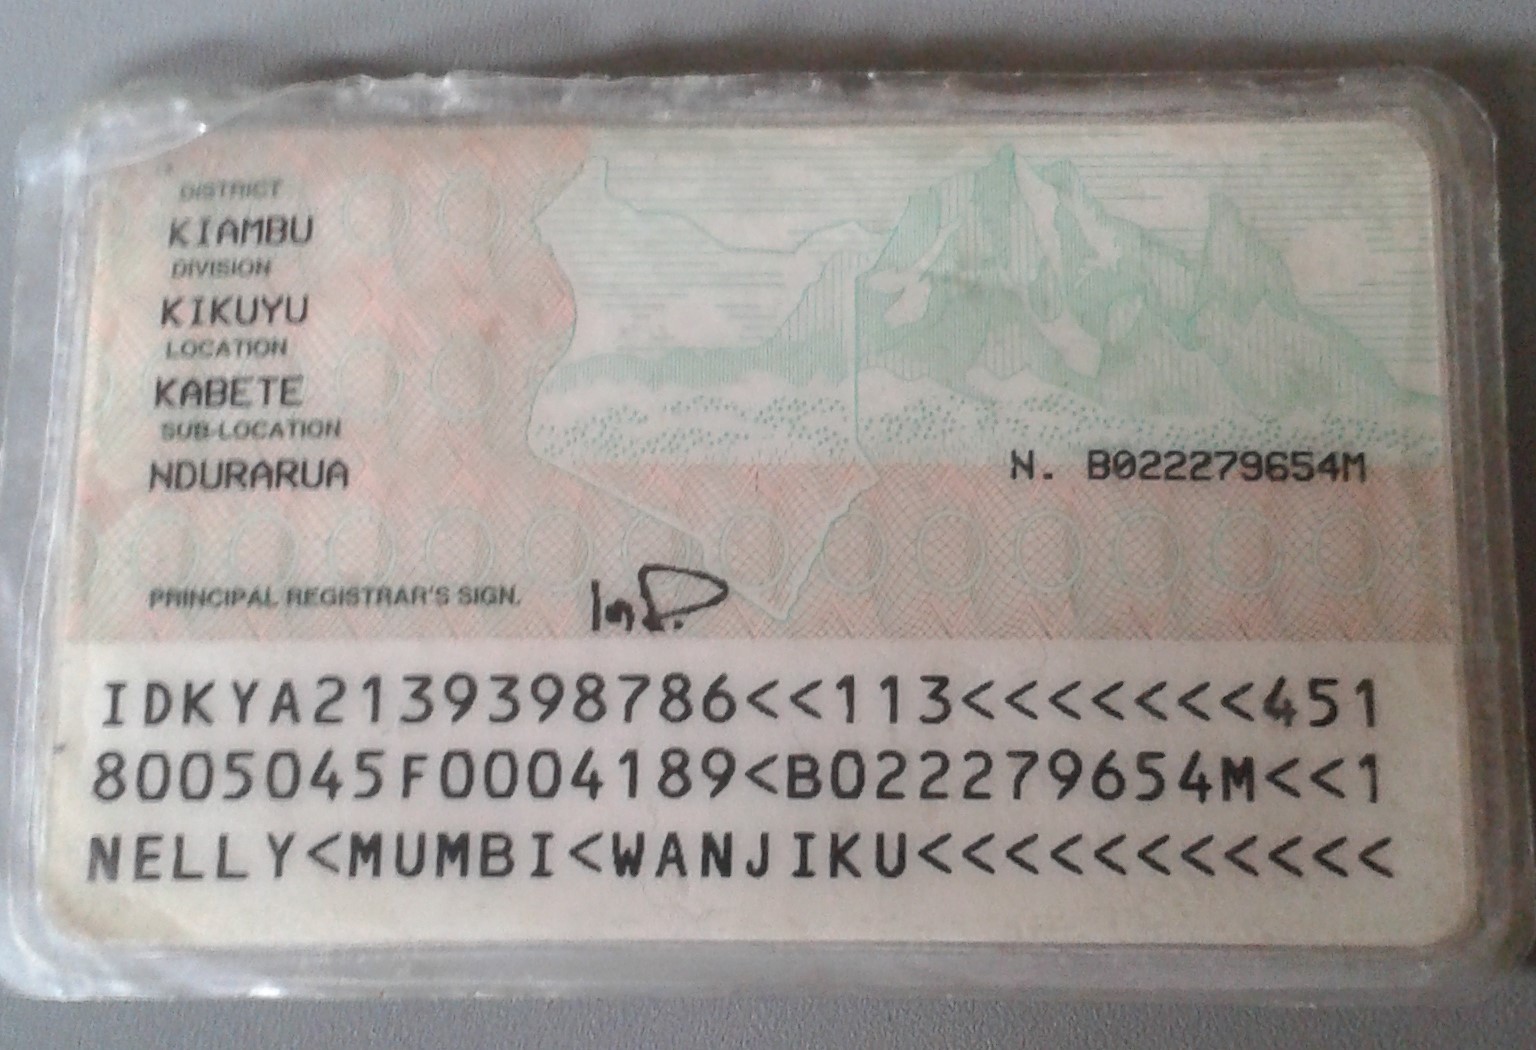 DISTRICT
KIAMBU
DIVISION
KIKUYU
LOCATION
KABETE
SUB-LOCATION
NDURARUA
N. B022279654M
PRINCIPAL REGISTRAR'S SIGN.
IDKYA2139398786<<113<<<<<<<451
8005045F0004189<B022279654M<<1
NELLY<MUMBI<WANJIKU<<<<<<<<<<<